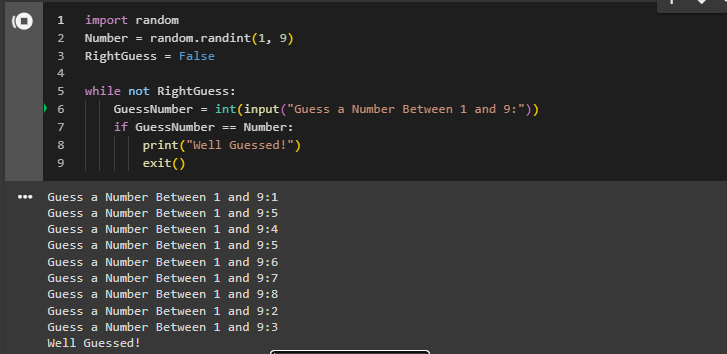 1 import random
2 Number = random.randint(1, 9)
3 RightGuess = False
4
5 while not RightGuess:
6 GuessNumber = int(input("Guess a Number Between 1 and 9:"))
7 if GuessNumber == Number:
8 print("Well Guessed!")
9 exit()
Guess a Number Between 1 and 9:1
Guess a Number Between 1 and 9:5
Guess a Number Between 1 and 9:4
Guess a Number Between 1 and 9:5
Guess a Number Between 1 and 9:6
Guess a Number Between 1 and 9:7
Guess a Number Between 1 and 9:8
Guess a Number Between 1 and 9:2
Guess a Number Between 1 and 9:3
Well Guessed!